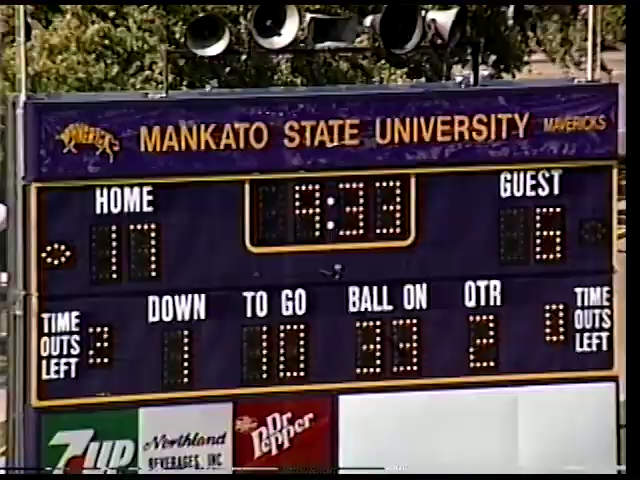 MAVERICKS MANKATO STATE UNIVERSITY MAVERICKS
HOME 9:33 GUEST
17 6
DOWN TO GO BALL ON QTR
TIME OUTS LEFT 2 1 10 33 2 TIME OUTS LEFT
7UP Northland BEVERAGES, INC Dr Pepper